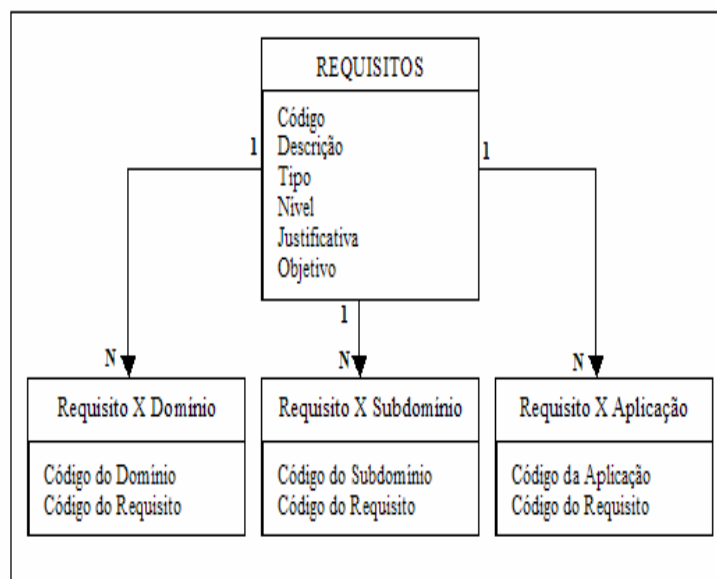 REQUISITOS
Código
Descrição
Tipo
Nivel
Justificativa
Objetivo
1
1
1
N
N
N
Requisito X Domínio
Código do Domínio
Código do Requisito
Requisito X Subdomínio
Código do Subdomínio
Código do Requisito
Requisito X Aplicação
Código da Aplicação
Código do Requisito